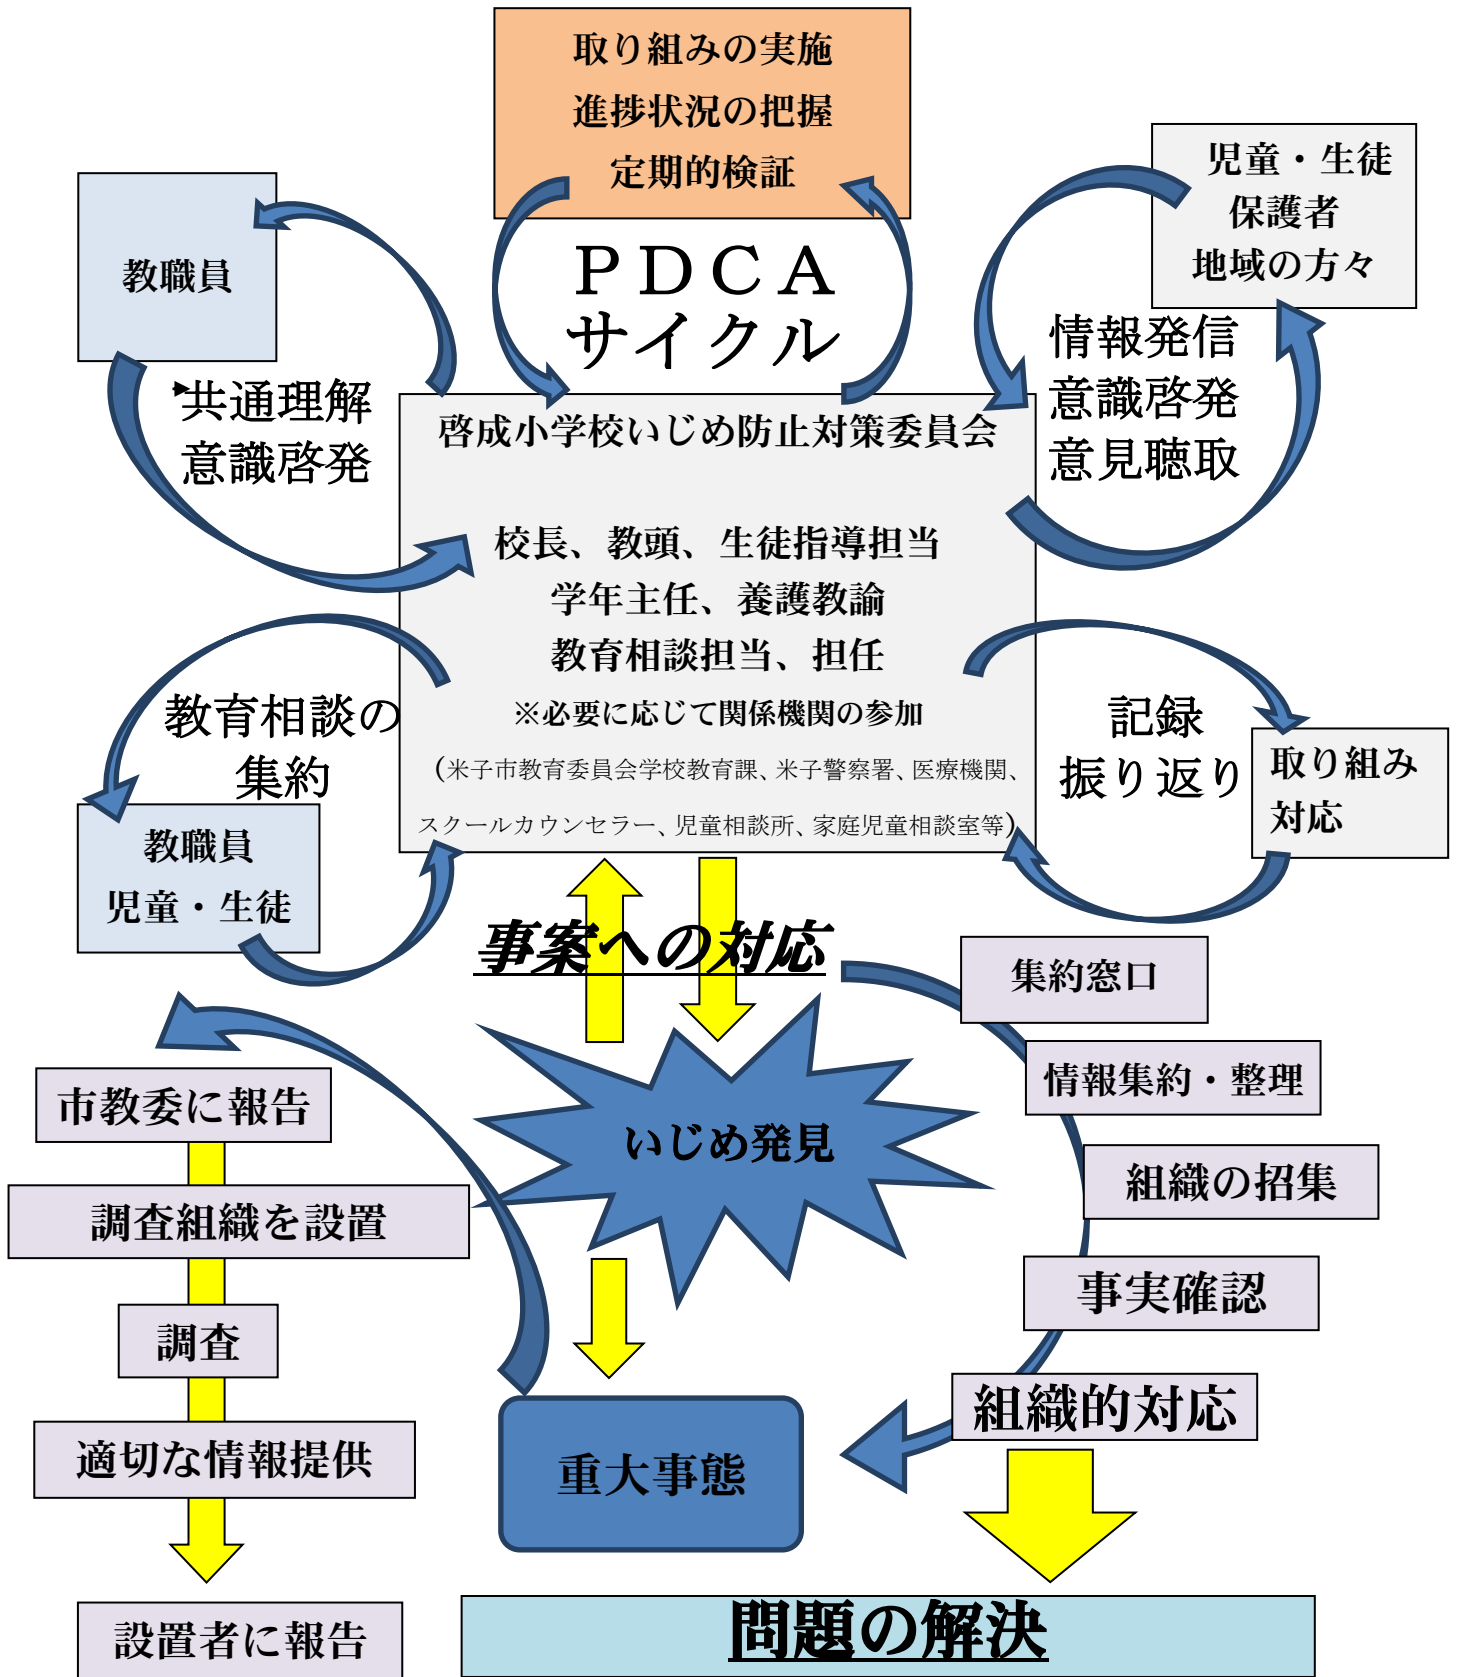 取り組みの実施
進捗状況の把握
定期的検証
児童・生徒
保護者
地域の方々
教職員
ＰＤＣＡ
サイクル
情報発信
意識啓発
意見聴取
共通理解
意識啓発
啓成小学校いじめ防止対策委員会
校長、教頭、生徒指導担当
学年主任、養護教諭
教育相談担当、担任
※必要に応じて関係機関の参加
(米子市教育委員会学校教育課、米子警察署、医療機関、
スクールカウンセラー、児童相談所、家庭児童相談室等)
教育相談の
集約
記録
振り返り
取り組み
対応
教職員
児童・生徒
事案への対応
集約窓口
情報集約・整理
組織の招集
事実確認
組織的対応
いじめ発見
市教委に報告
調査組織を設置
調査
適切な情報提供
設置者に報告
重大事態
問題の解決